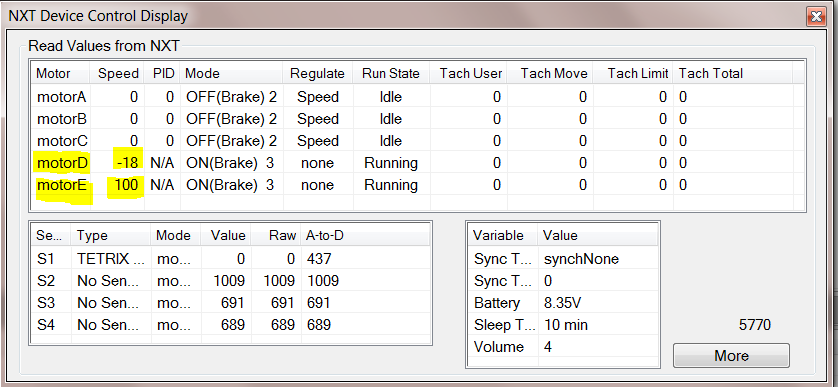 NXT Device Control Display
Read Values from NXT
Motor Speed PID Mode Regulate Run State Tach User Tach Move Tach Limit Tach Total
motorA 0 0 OFF(Brake) 2 Speed Idle 0 0 0 0
motorB 0 0 OFF(Brake) 2 Speed Idle 0 0 0 0
motorC 0 0 OFF(Brake) 2 Speed Idle 0 0 0 0
motorD -18 N/A ON(Brake) 3 none Running 0 0 0 0
motorE 100 N/A ON(Brake) 3 none Running 0 0 0 0
Se... Type Mode Value Raw A-to-D
S1 TETRIX ... mo... 0 0 437
S2 No Sen... mo... 1009 1009 1009
S3 No Sen... mo... 691 691 691
S4 No Sen... mo... 689 689 689
Variable Value
Sync T... synchNone
Sync T... 0
Battery 8.35V
Sleep T... 10 min
Volume 4
5770
More